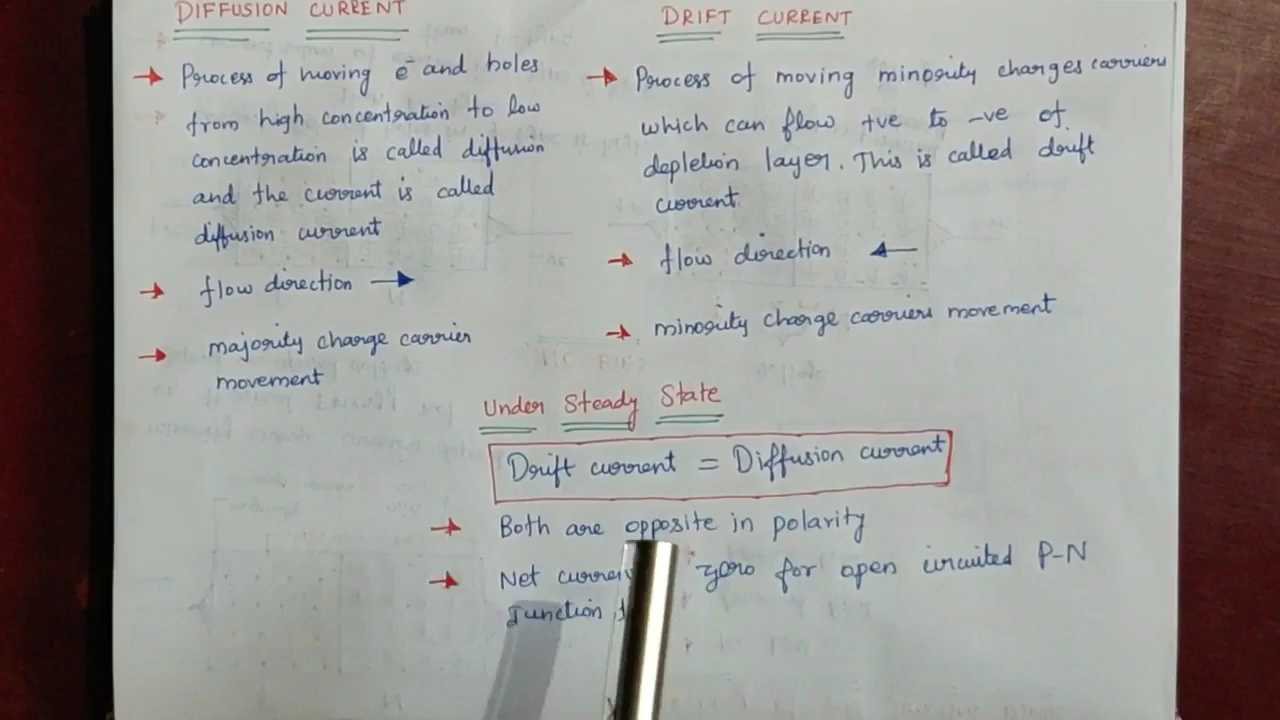 DIFFUSION CURRENT
→ Process of moving e⁻ and holes
from high concentration to low
concentration is called diffusion
and the current is called
diffusion current
→ flow direction →
→ majority charge carrier
movement
DRIFT CURRENT
→ Process of moving minority charges carriers
which can flow +ve to -ve of
depletion layer. This is called drift
current
→ flow direction ←
→ minority charge carriers movement
Under Steady State
Drift current = Diffusion current
→ Both are opposite in polarity
→ Net zero for open circuited P-N
Junction